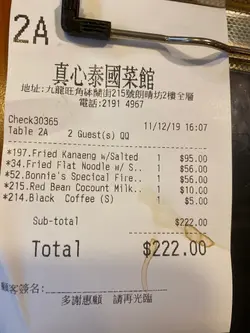 2A
真心泰國菜館
地址:九龍旺角砵蘭街215號朗晴坊2樓全層
電話:2191 4967
Check30365 11/12/19 16:07
Table 2A 2 Guest(s) QQ
*197.Fried Kanaeng w/Salted 1 $95.00
*34.Fried Flat Noodle w/ S.. 1 $56.00
*52.Bonnie's Specical Fire.. 1 $56.00
*215.Red Bean Cocount Milk.. 1 $10.00
*214.Black Coffee (S) 1 $5.00
Sub-total $222.00
Total $222.00
顧客簽名:
多謝惠顧 請再光臨